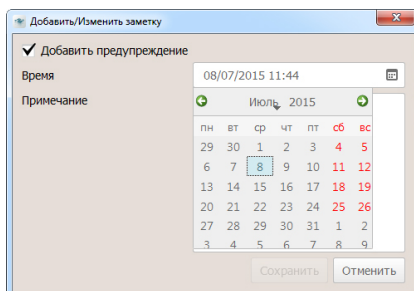 Добавить/Изменить заметку
Добавить предупреждение
Время 08/07/2015 11:44
Примечание
Июль 2015
пн вт ср чт пт сб вс
29 30 1 2 3 4 5
6 7 8 9 10 11 12
13 14 15 16 17 18 19
20 21 22 23 24 25 26
27 28 29 30 31 1 2
3 4 5 6 7 8 9
Сохранить Отменить